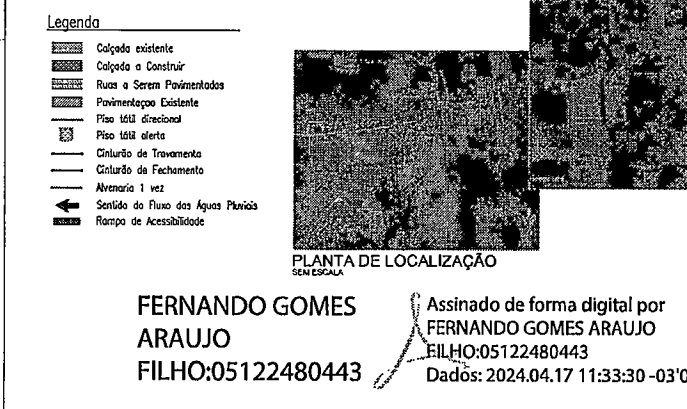 Legenda
Calçada existente
Calçada a Construir
Ruas a Serem Pavimentadas
Pavimentaçao Existente
Piso tátil direcional
Piso tátil alerta
Cinturão de Travamento
Cinturão de Fechamento
Alvenaria 1 vez
Sentido do Fluxo das Águas Pluviais
Rampa de Acessibilidade
PLANTA DE LOCALIZAÇÃO
SEM ESCALA
FERNANDO GOMES
ARAUJO
FILHO:05122480443
Assinado de forma digital por
FERNANDO GOMES ARAUJO
FILHO:05122480443
Dados: 2024.04.17 11:33:30 -03'0